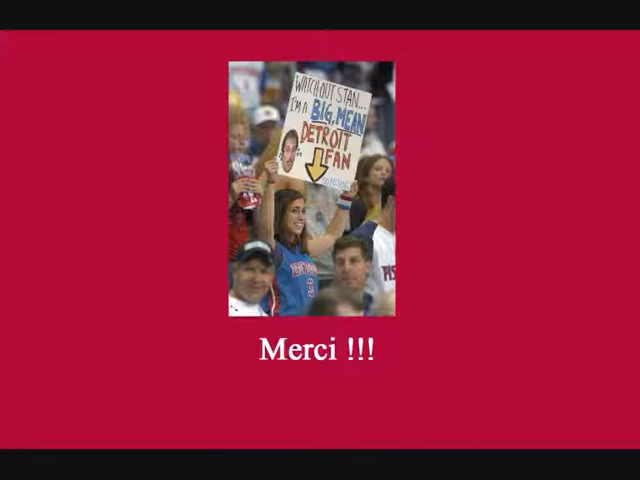 WATCH OUT STAN...
I'M A BIG, MEAN
DETROIT
FAN
Merci !!!